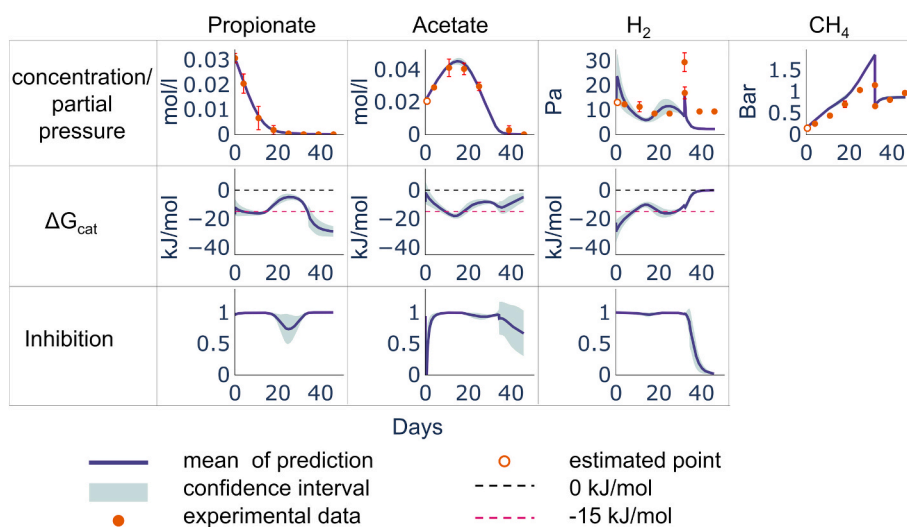 Propionate Acetate H2 CH4
concentration/
partial
pressure
mol/l 0.03 0.02 0.01 0.0 0 20 40
mol/l 0.04 0.02 0.0 0 20 40
Pa 30 20 10 0 0 20 40
Bar 1.5 1 0.5 0 0 20 40
ΔGcat
kJ/mol 0 −20 −40 0 20 40
kJ/mol 0 −20 −40 0 20 40
kJ/mol 0 −20 −40 0 20 40
Inhibition
1 0.5 0 0 20 40
1 0.5 0 0 20 40
1 0.5 0 0 20 40
Days
mean of prediction
confidence interval
experimental data
estimated point
0 kJ/mol
-15 kJ/mol